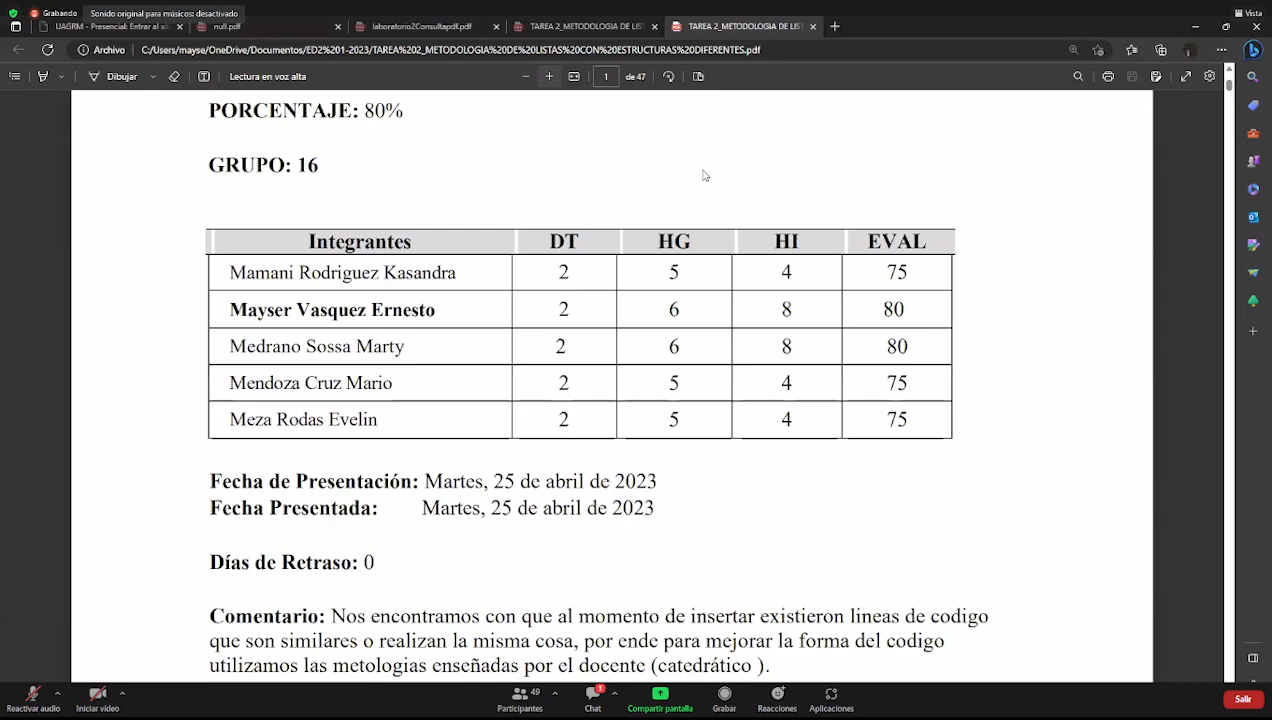 Grabando
Sonido original para músicos: desactivado
Vista
UAGRM - Presencial: Entrar al si
null.pdf
laboratorio2Consultapdf.pdf
TAREA 2_METODOLOGIA DE LIST
TAREA 2_METODOLOGIA DE LIST
Archivo
C:/Users/mayse/OneDrive/Documentos/ED2%201-2023/TAREA%202_METODOLOGIA%20DE%20LISTAS%20CON%20ESTRUCTURAS%20DIFERENTES.pdf
Dibujar
Lectura en voz alta
1 de 47
PORCENTAJE: 80%
GRUPO: 16
Integrantes DT HG HI EVAL
Mamani Rodriguez Kasandra 2 5 4 75
Mayser Vasquez Ernesto 2 6 8 80
Medrano Sossa Marty 2 6 8 80
Mendoza Cruz Mario 2 5 4 75
Meza Rodas Evelin 2 5 4 75
Fecha de Presentación: Martes, 25 de abril de 2023
Fecha Presentada: Martes, 25 de abril de 2023
Días de Retraso: 0
Comentario: Nos encontramos con que al momento de insertar existieron lineas de codigo
que son similares o realizan la misma cosa, por ende para mejorar la forma del codigo
utilizamos las metologias enseñadas por el docente (catedrático ).
Reactivar audio
Iniciar video
49
Participantes
1
Chat
Compartir pantalla
Grabar
Reacciones
Aplicaciones
Salir